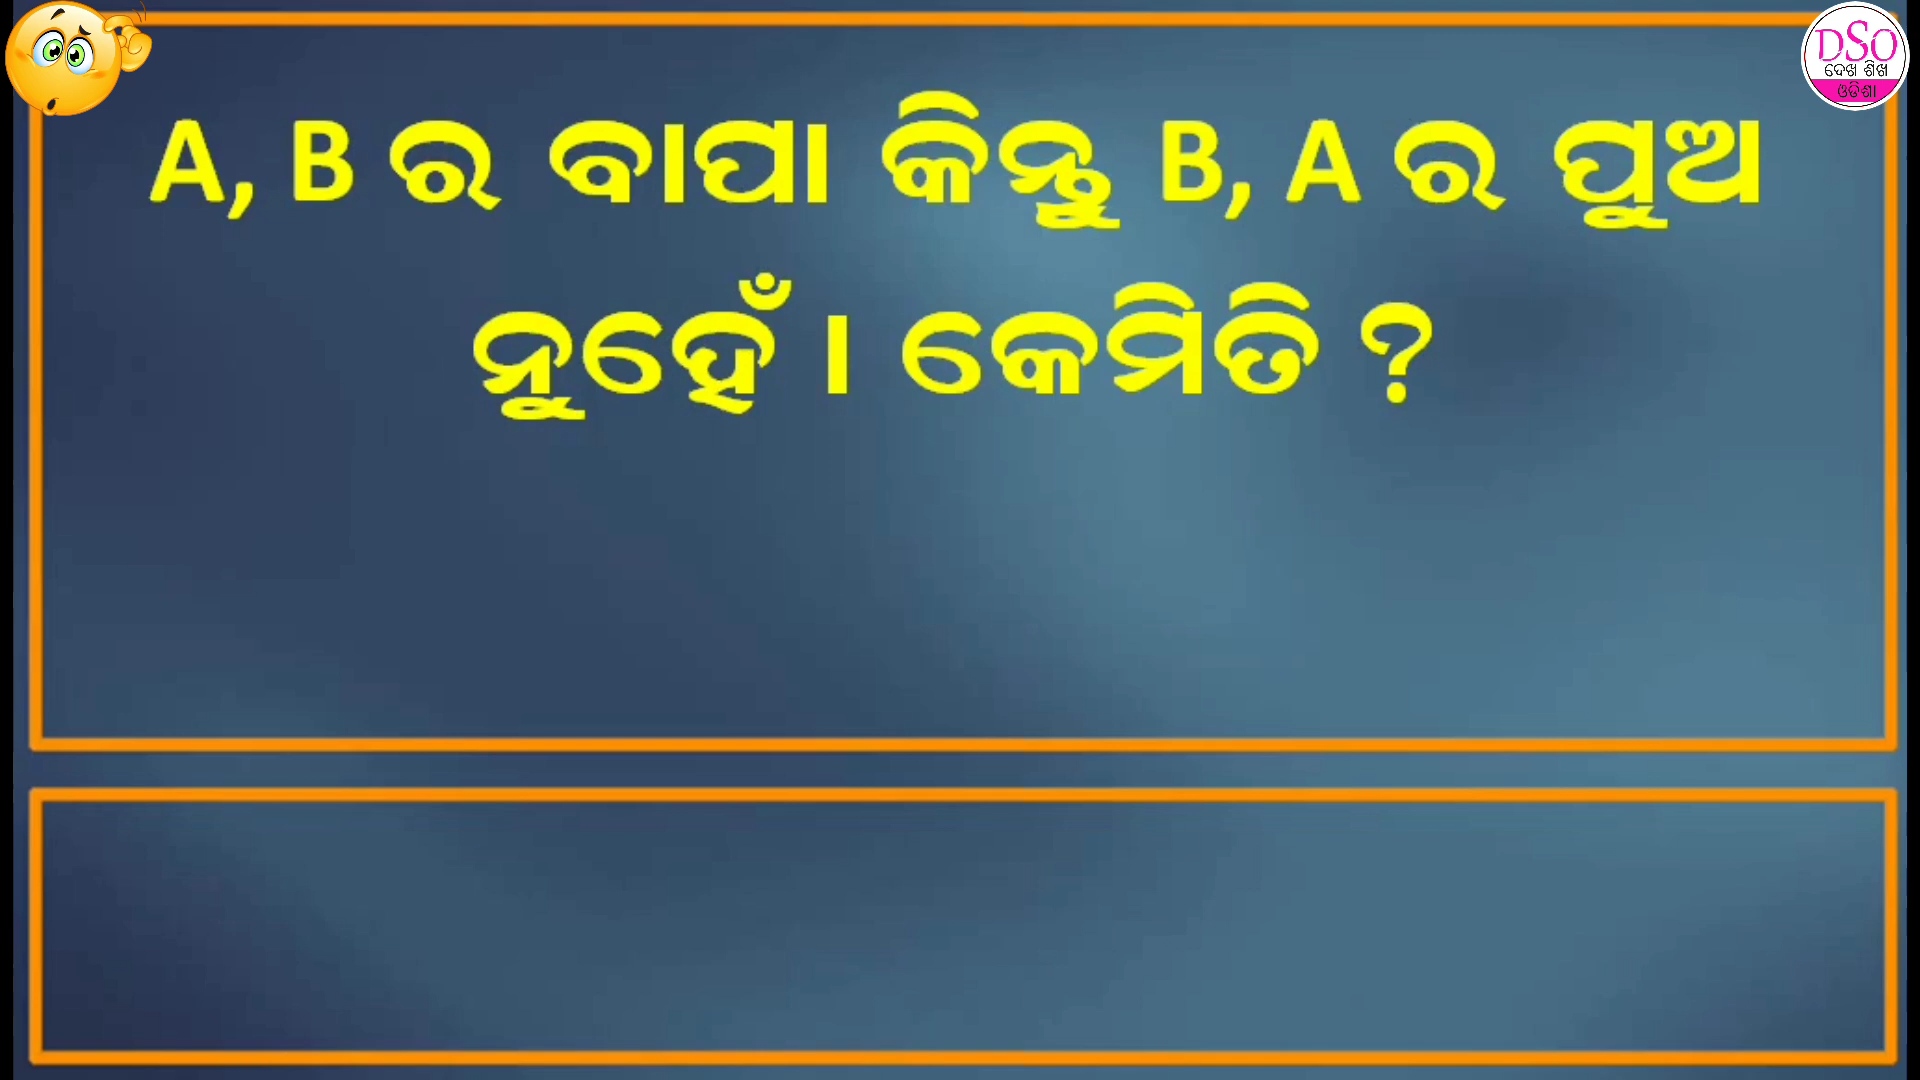 DSO
ଦେଖ ଶିଖ
ଓଡିଶା
A, B ର ବାପା କିନ୍ତୁ B, A ର ପୁଅ
ନୁହେଁ । କେମିତି ?